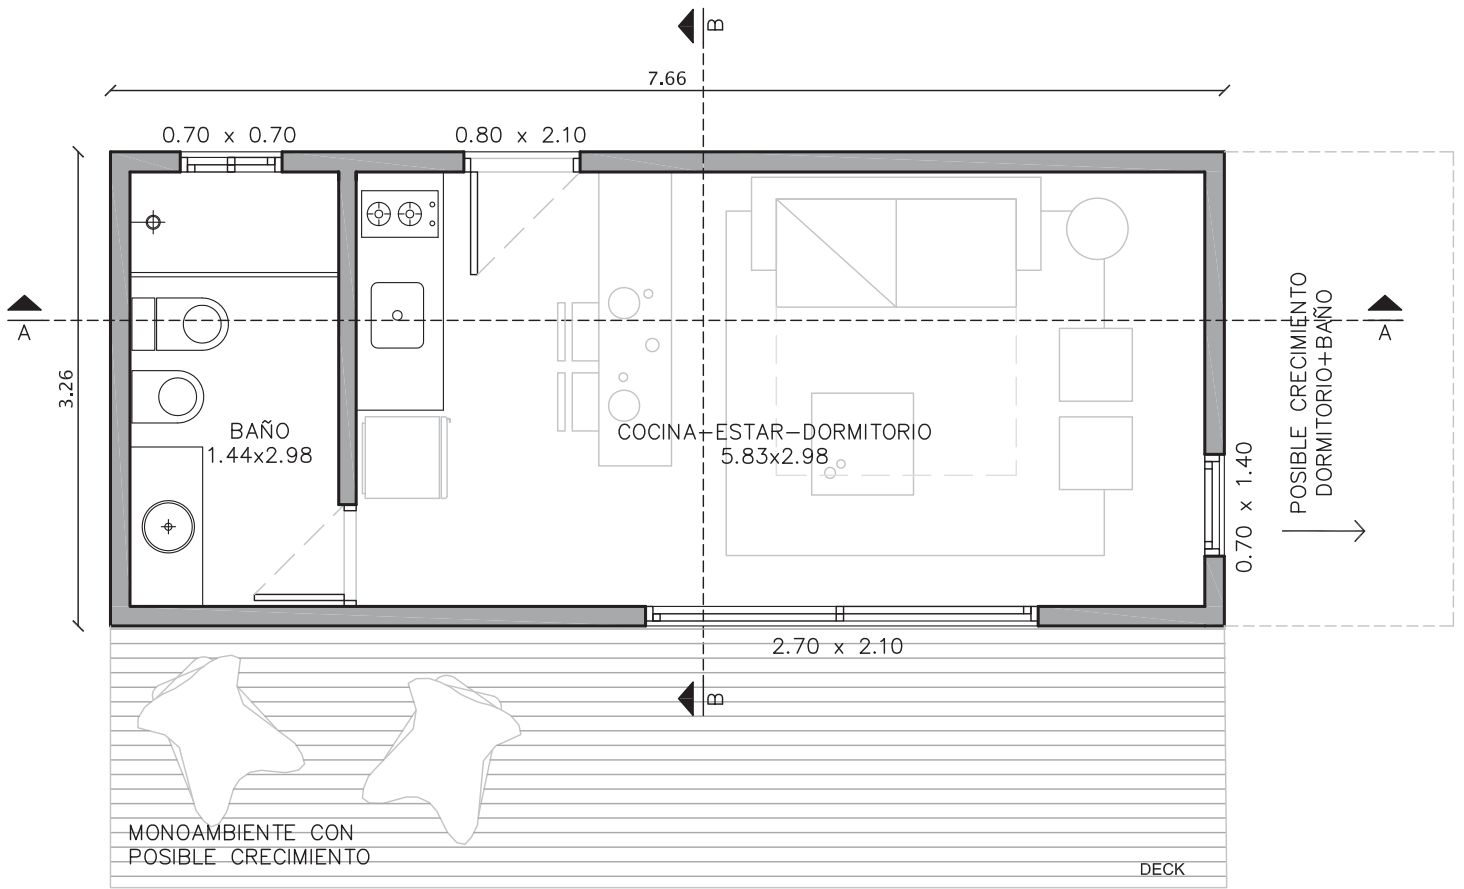 B
7.66
0.70 x 0.70
0.80 x 2.10
A
A
3.26
POSIBLE CRECIMIENTO
DORMITORIO+BAÑO
BAÑO
1.44x2.98
COCINA-ESTAR-DORMITORIO
5.83x2.98
0.70 x 1.40
2.70 x 2.10
B
MONOAMBIENTE CON
POSIBLE CRECIMIENTO
DECK